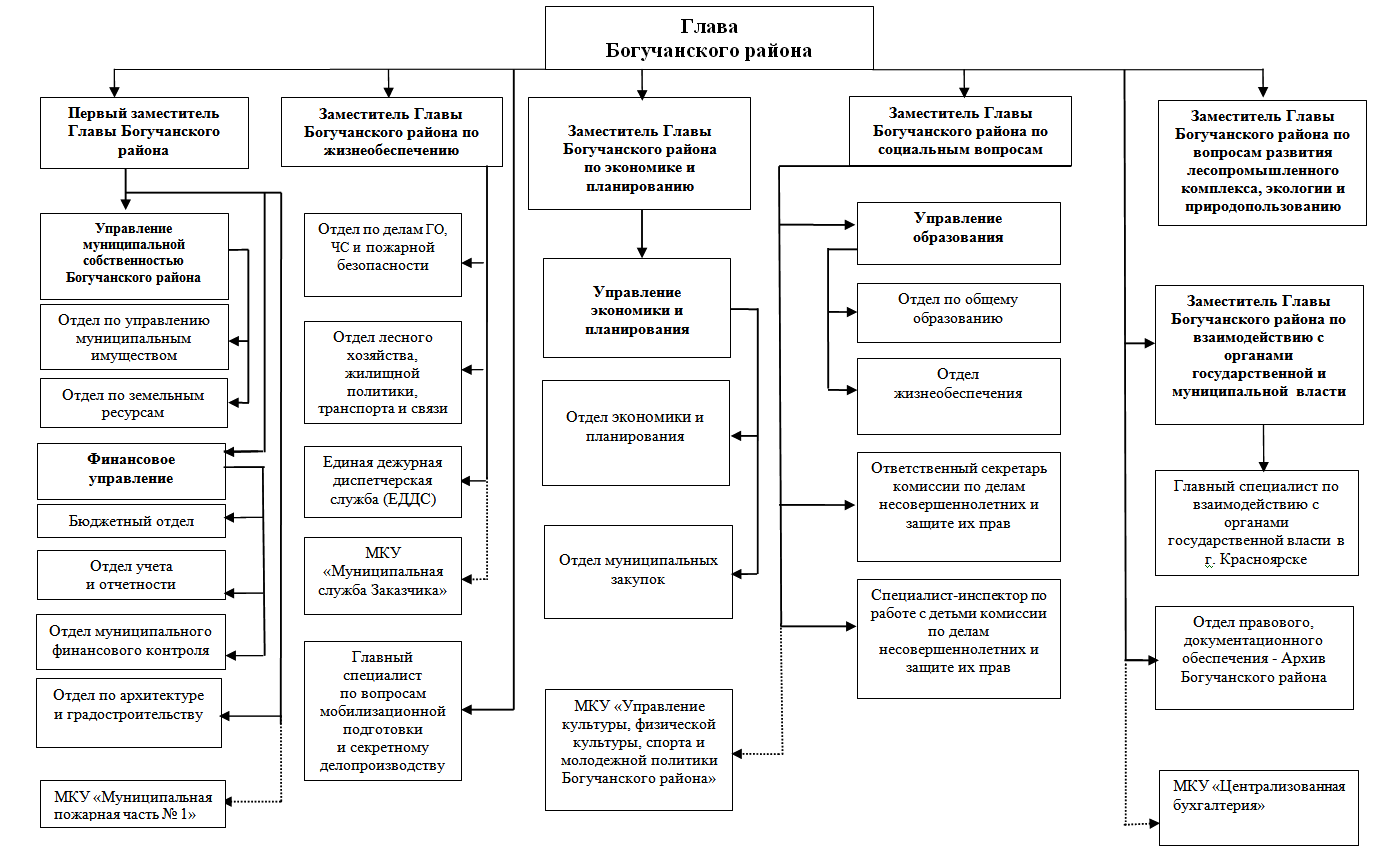 Глава
Богучанского района
Первый заместитель
Главы Богучанского
района
Заместитель Главы
Богучанского района по
жизнеобеспечению
Заместитель Главы
Богучанского района
по экономике и
планированию
Заместитель Главы
Богучанского района по
социальным вопросам
Заместитель Главы
Богучанского района по
вопросам развития
лесопромышленного
комплекса, экологии и
природопользованию
Управление
муниципальной
собственностью
Богучанского района
Отдел по управлению
муниципальным
имуществом
Отдел по земельным
ресурсам
Финансовое
управление
Бюджетный отдел
Отдел учета
и отчетности
Отдел муниципального
финансового контроля
Отдел по архитектуре
и градостроительству
МКУ «Муниципальная
пожарная часть № 1»
Отдел по делам ГО,
ЧС и пожарной
безопасности
Отдел лесного
хозяйства,
жилищной
политики,
транспорта и связи
Единая дежурная
диспетчерская
служба (ЕДДС)
МКУ
«Муниципальная
служба Заказчика»
Главный
специалист
по вопросам
мобилизационной
подготовки
и секретному
делопроизводству
Управление
экономики и
планирования
Отдел экономики и
планирования
Отдел муниципальных
закупок
МКУ «Управление
культуры, физической
культуры, спорта и
молодежной политики
Богучанского района»
Управление
образования
Отдел по общему
образованию
Отдел
жизнеобеспечения
Ответственный секретарь
комиссии по делам
несовершеннолетних и
защите их прав
Специалист-инспектор по
работе с детьми комиссии
по делам
несовершеннолетних и
защите их прав
Заместитель Главы
Богучанского района по
взаимодействию с
органами
государственной и
муниципальной власти
Главный специалист по
взаимодействию с
органами
государственной власти в
г. Красноярске
Отдел правового,
документационного
обеспечения - Архив
Богучанского района
МКУ «Централизованная
бухгалтерия»